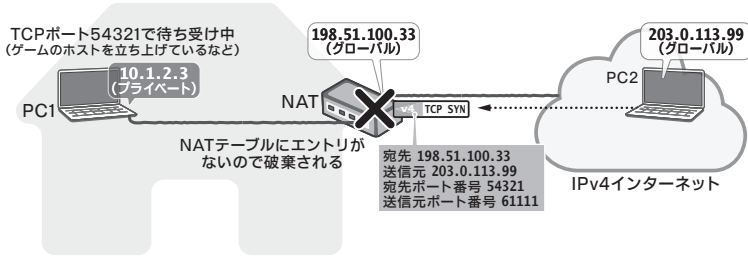 TCPポート54321で待ち受け中
（ゲームのホストを立ち上げているなど）
10.1.2.3
（プライベート）
PC1
NAT
198.51.100.33
（グローバル）
v4 TCP SYN
NATテーブルにエントリが
ないので破棄される
宛先 198.51.100.33
送信元 203.0.113.99
宛先ポート番号 54321
送信元ポート番号 61111
203.0.113.99
（グローバル）
PC2
IPv4インターネット